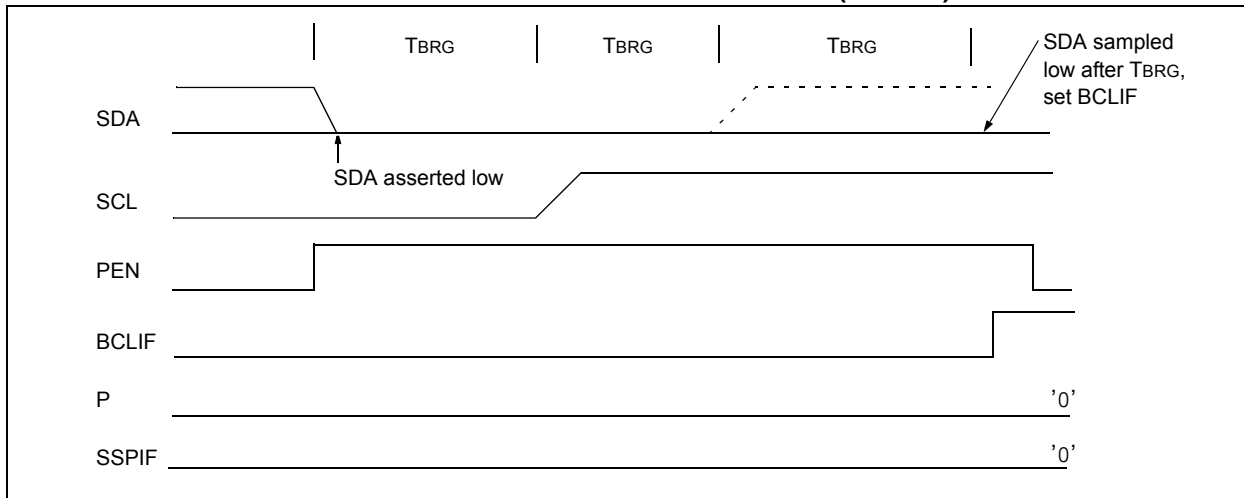 TBRG TBRG TBRG
SDA sampled
low after TBRG,
set BCLIF
SDA
SDA asserted low
SCL
PEN
BCLIF
P '0'
SSPIF '0'